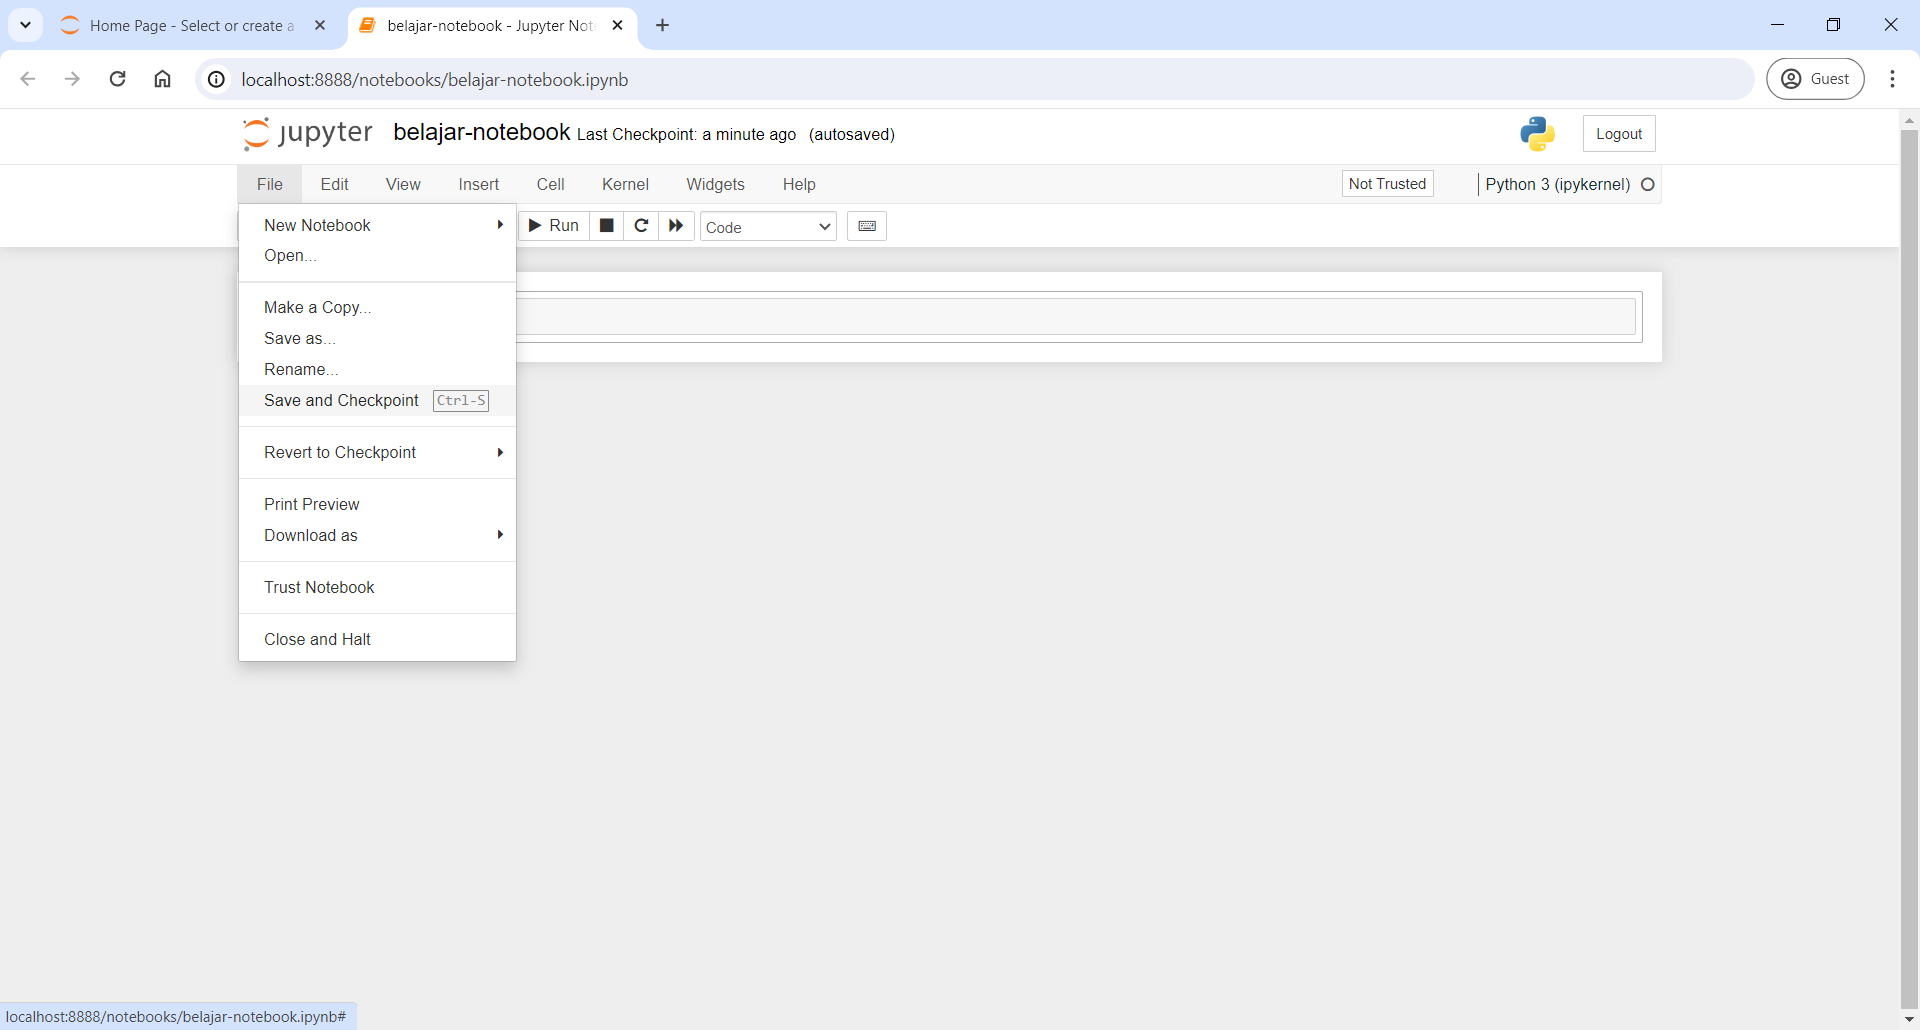 Home Page - Select or create a
belajar-notebook - Jupyter Not
localhost:8888/notebooks/belajar-notebook.ipynb
Guest
jupyter belajar-notebook Last Checkpoint: a minute ago (autosaved)
Logout
File Edit View Insert Cell Kernel Widgets Help
Not Trusted
Python 3 (ipykernel)
Run
Code
New Notebook
Open...
Make a Copy...
Save as...
Rename...
Save and Checkpoint Ctrl-S
Revert to Checkpoint
Print Preview
Download as
Trust Notebook
Close and Halt
localhost:8888/notebooks/belajar-notebook.ipynb#